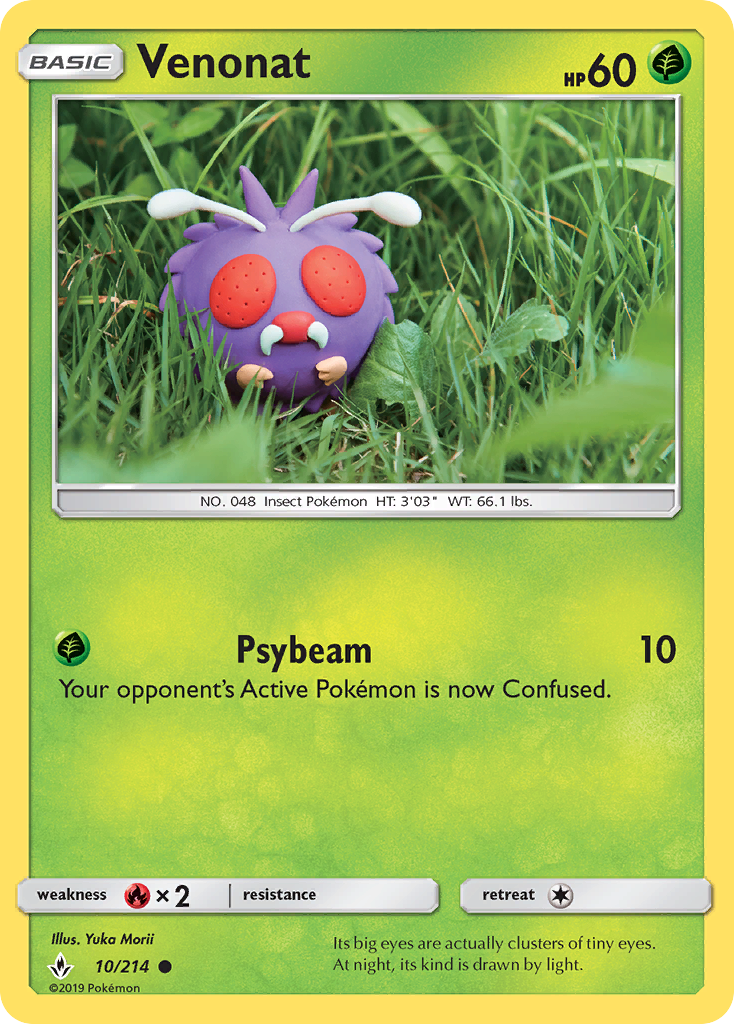 BASIC Venonat HP60
NO. 048 Insect Pokémon HT: 3'03" WT: 66.1 lbs.
Psybeam 10
Your opponent's Active Pokémon is now Confused.
weakness ×2 resistance retreat
Illus. Yuka Morii
10/214
©2019 Pokémon
Its big eyes are actually clusters of tiny eyes.
At night, its kind is drawn by light.